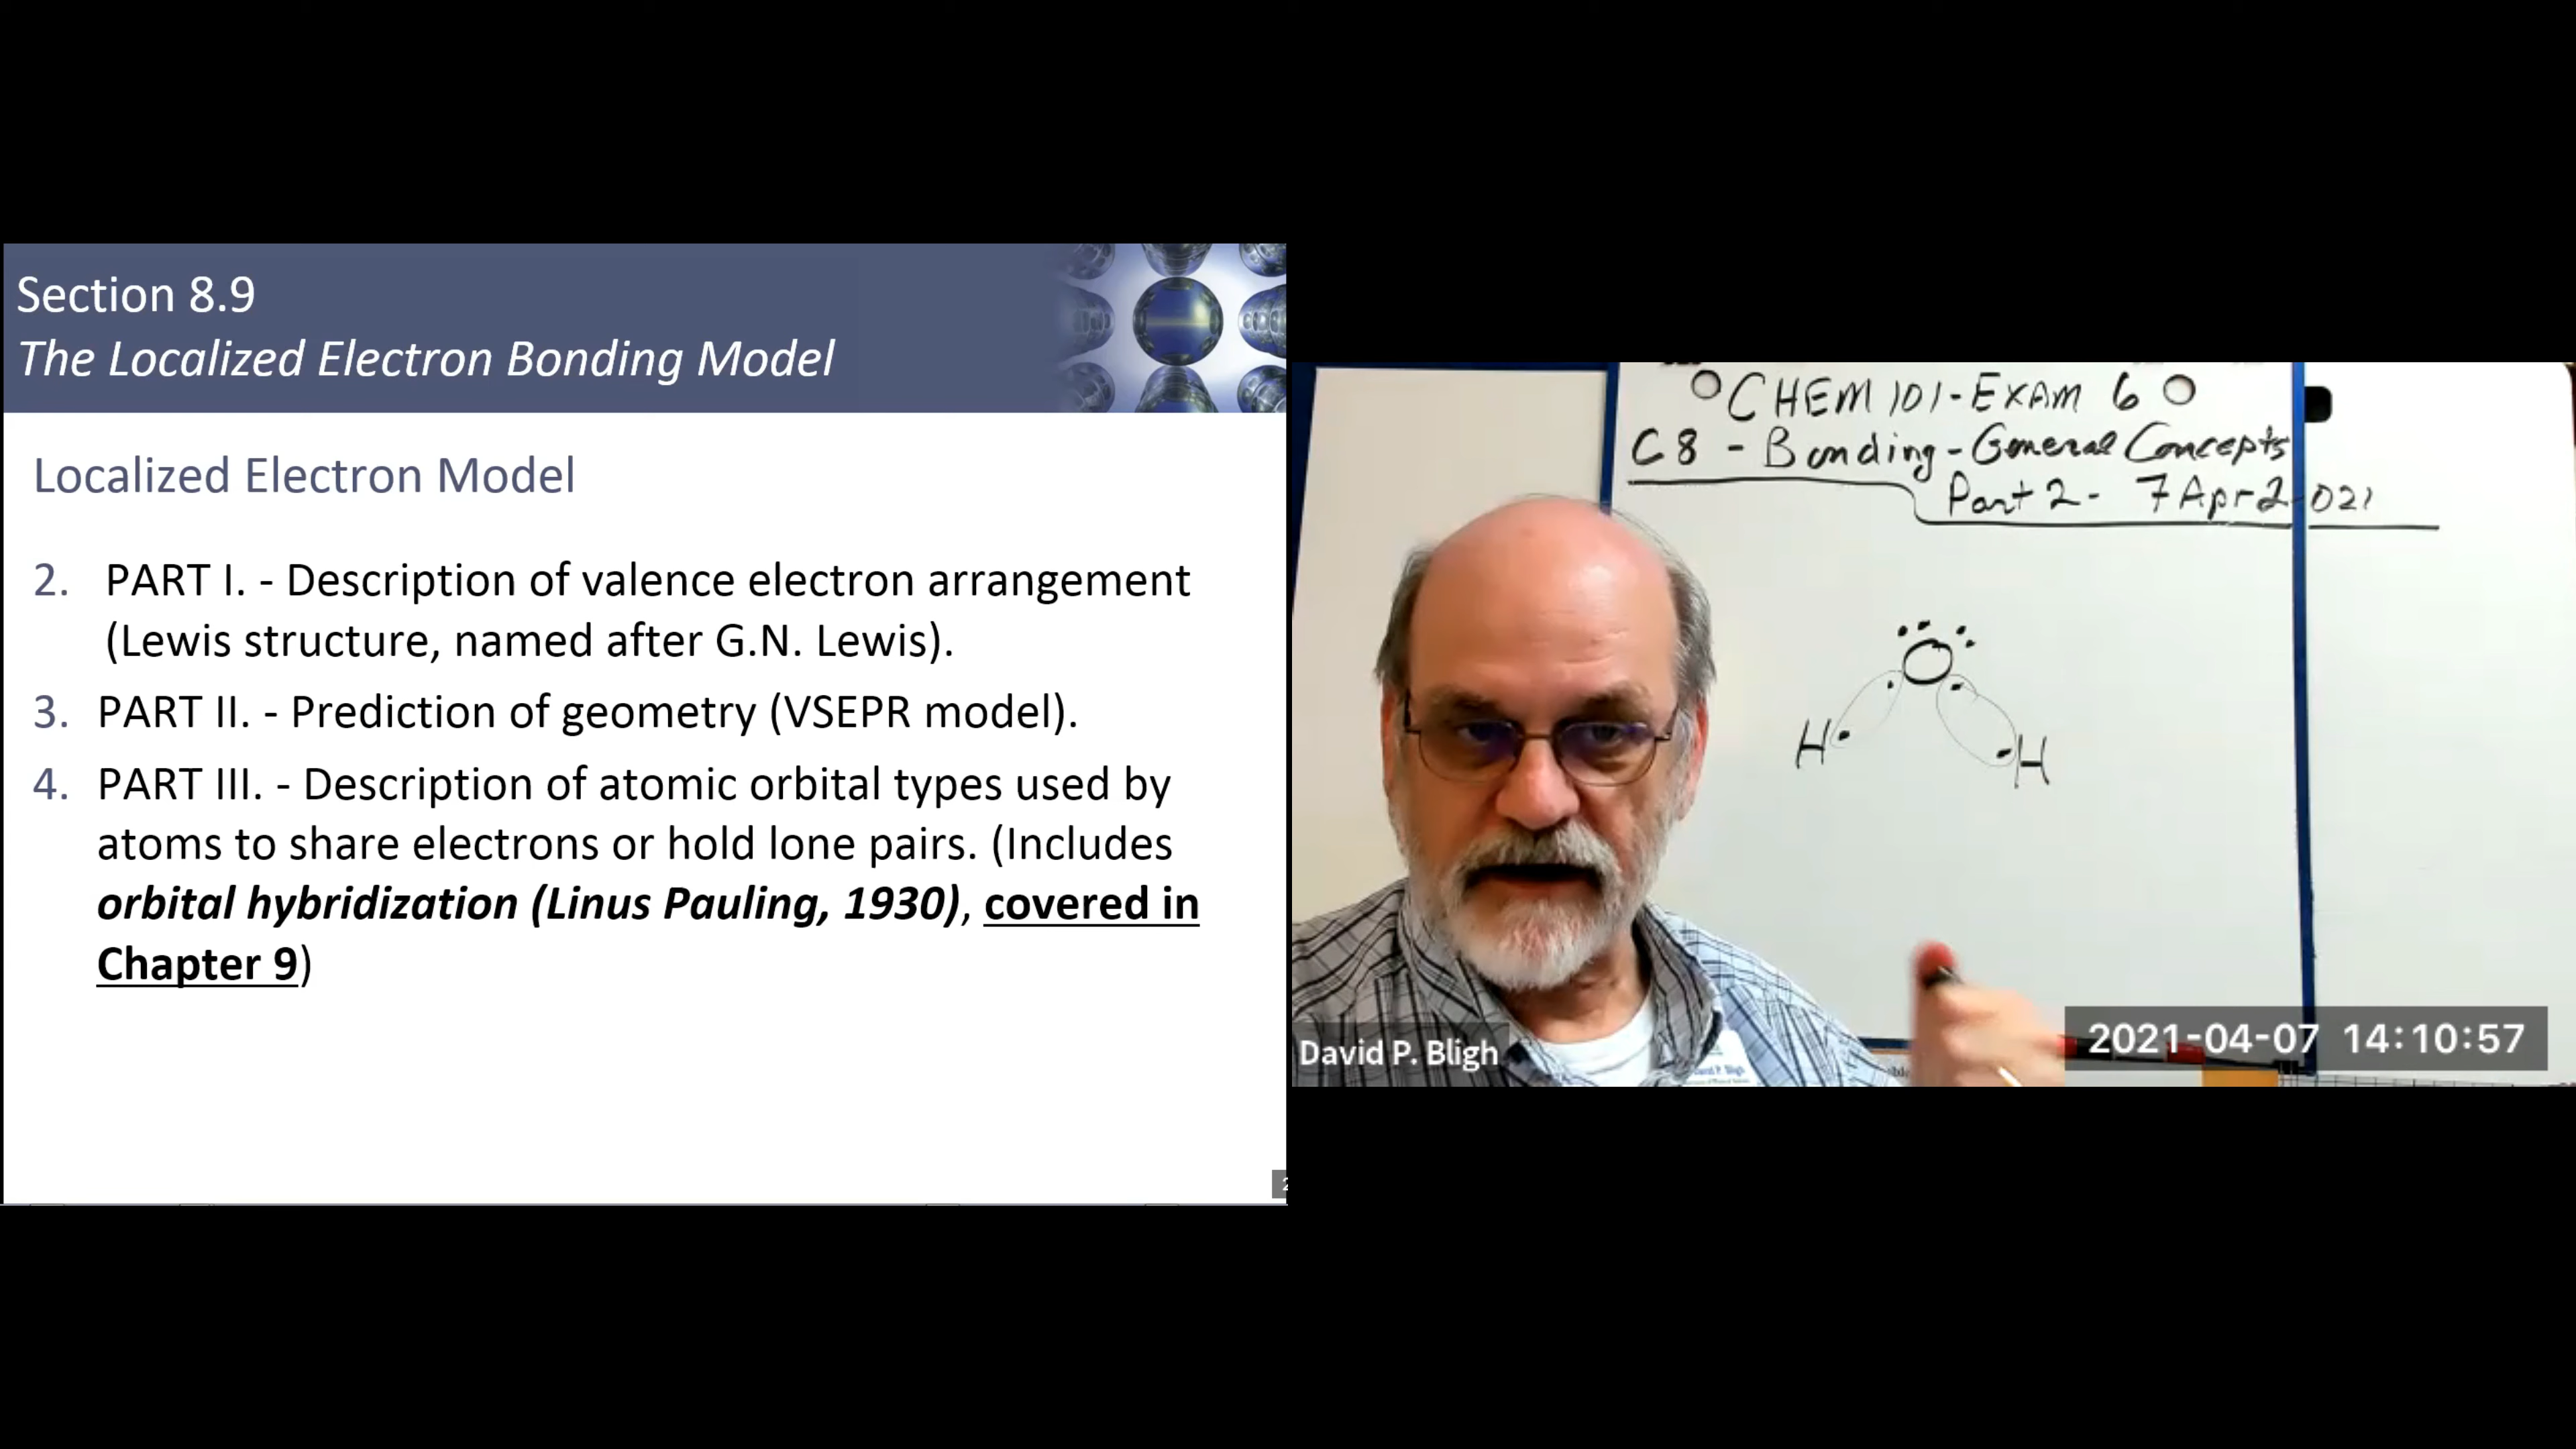 Section 8.9
The Localized Electron Bonding Model
Localized Electron Model
2. PART I. - Description of valence electron arrangement
(Lewis structure, named after G.N. Lewis).
3. PART II. - Prediction of geometry (VSEPR model).
4. PART III. - Description of atomic orbital types used by
atoms to share electrons or hold lone pairs. (Includes
orbital hybridization (Linus Pauling, 1930), covered in
Chapter 9)
2
CHEM 101-EXAM 6
C8 - Bonding - General Concepts
Part 2 - 7 Apr 2021
O
H H
David P. Bligh
2021-04-07 14:10:57